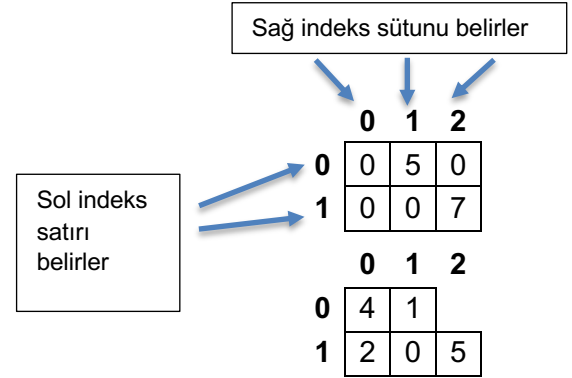 Sağ indeks sütunu belirler
0 1 2
0 0 5 0
Sol indeks
satırı
belirler
1 0 0 7
0 1 2
0 4 1
1 2 0 5